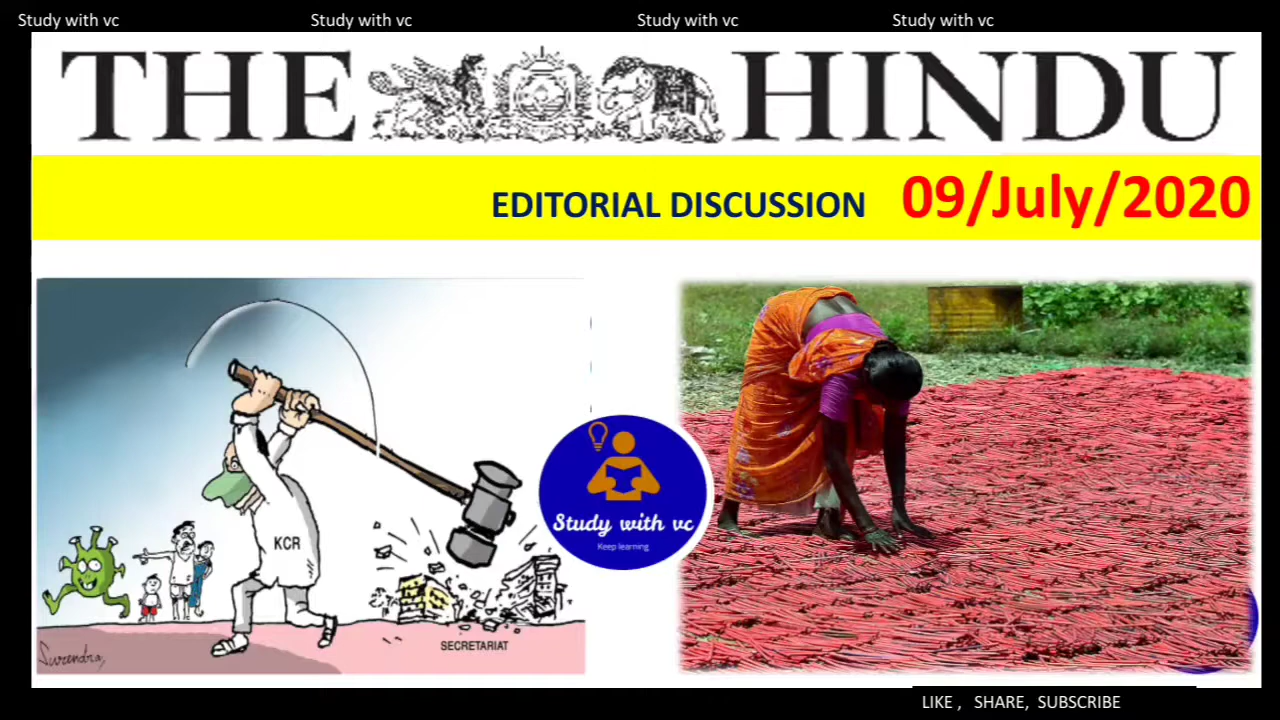 Study with vc Study with vc Study with vc Study with vc
THE HINDU
EDITORIAL DISCUSSION 09/July/2020
KCR
SECRETARIAT
Surendra,
Study with vc
Keep learning
LIKE , SHARE, SUBSCRIBE